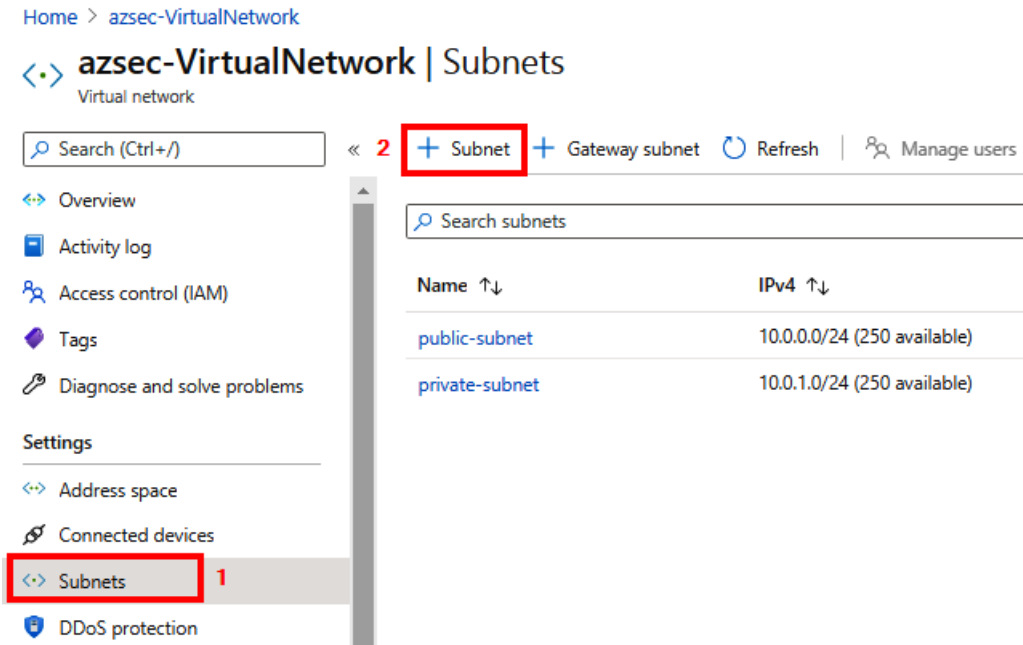 Home > azsec-VirtualNetwork
azsec-VirtualNetwork | Subnets
Virtual network
Search (Ctrl+/)
«
2
+ Subnet
+ Gateway subnet
Refresh
Manage users
Overview
Activity log
Access control (IAM)
Tags
Diagnose and solve problems
Settings
Address space
Connected devices
Subnets
1
DDoS protection
Search subnets
Name ↑↓ IPv4 ↑↓
public-subnet 10.0.0.0/24 (250 available)
private-subnet 10.0.1.0/24 (250 available)